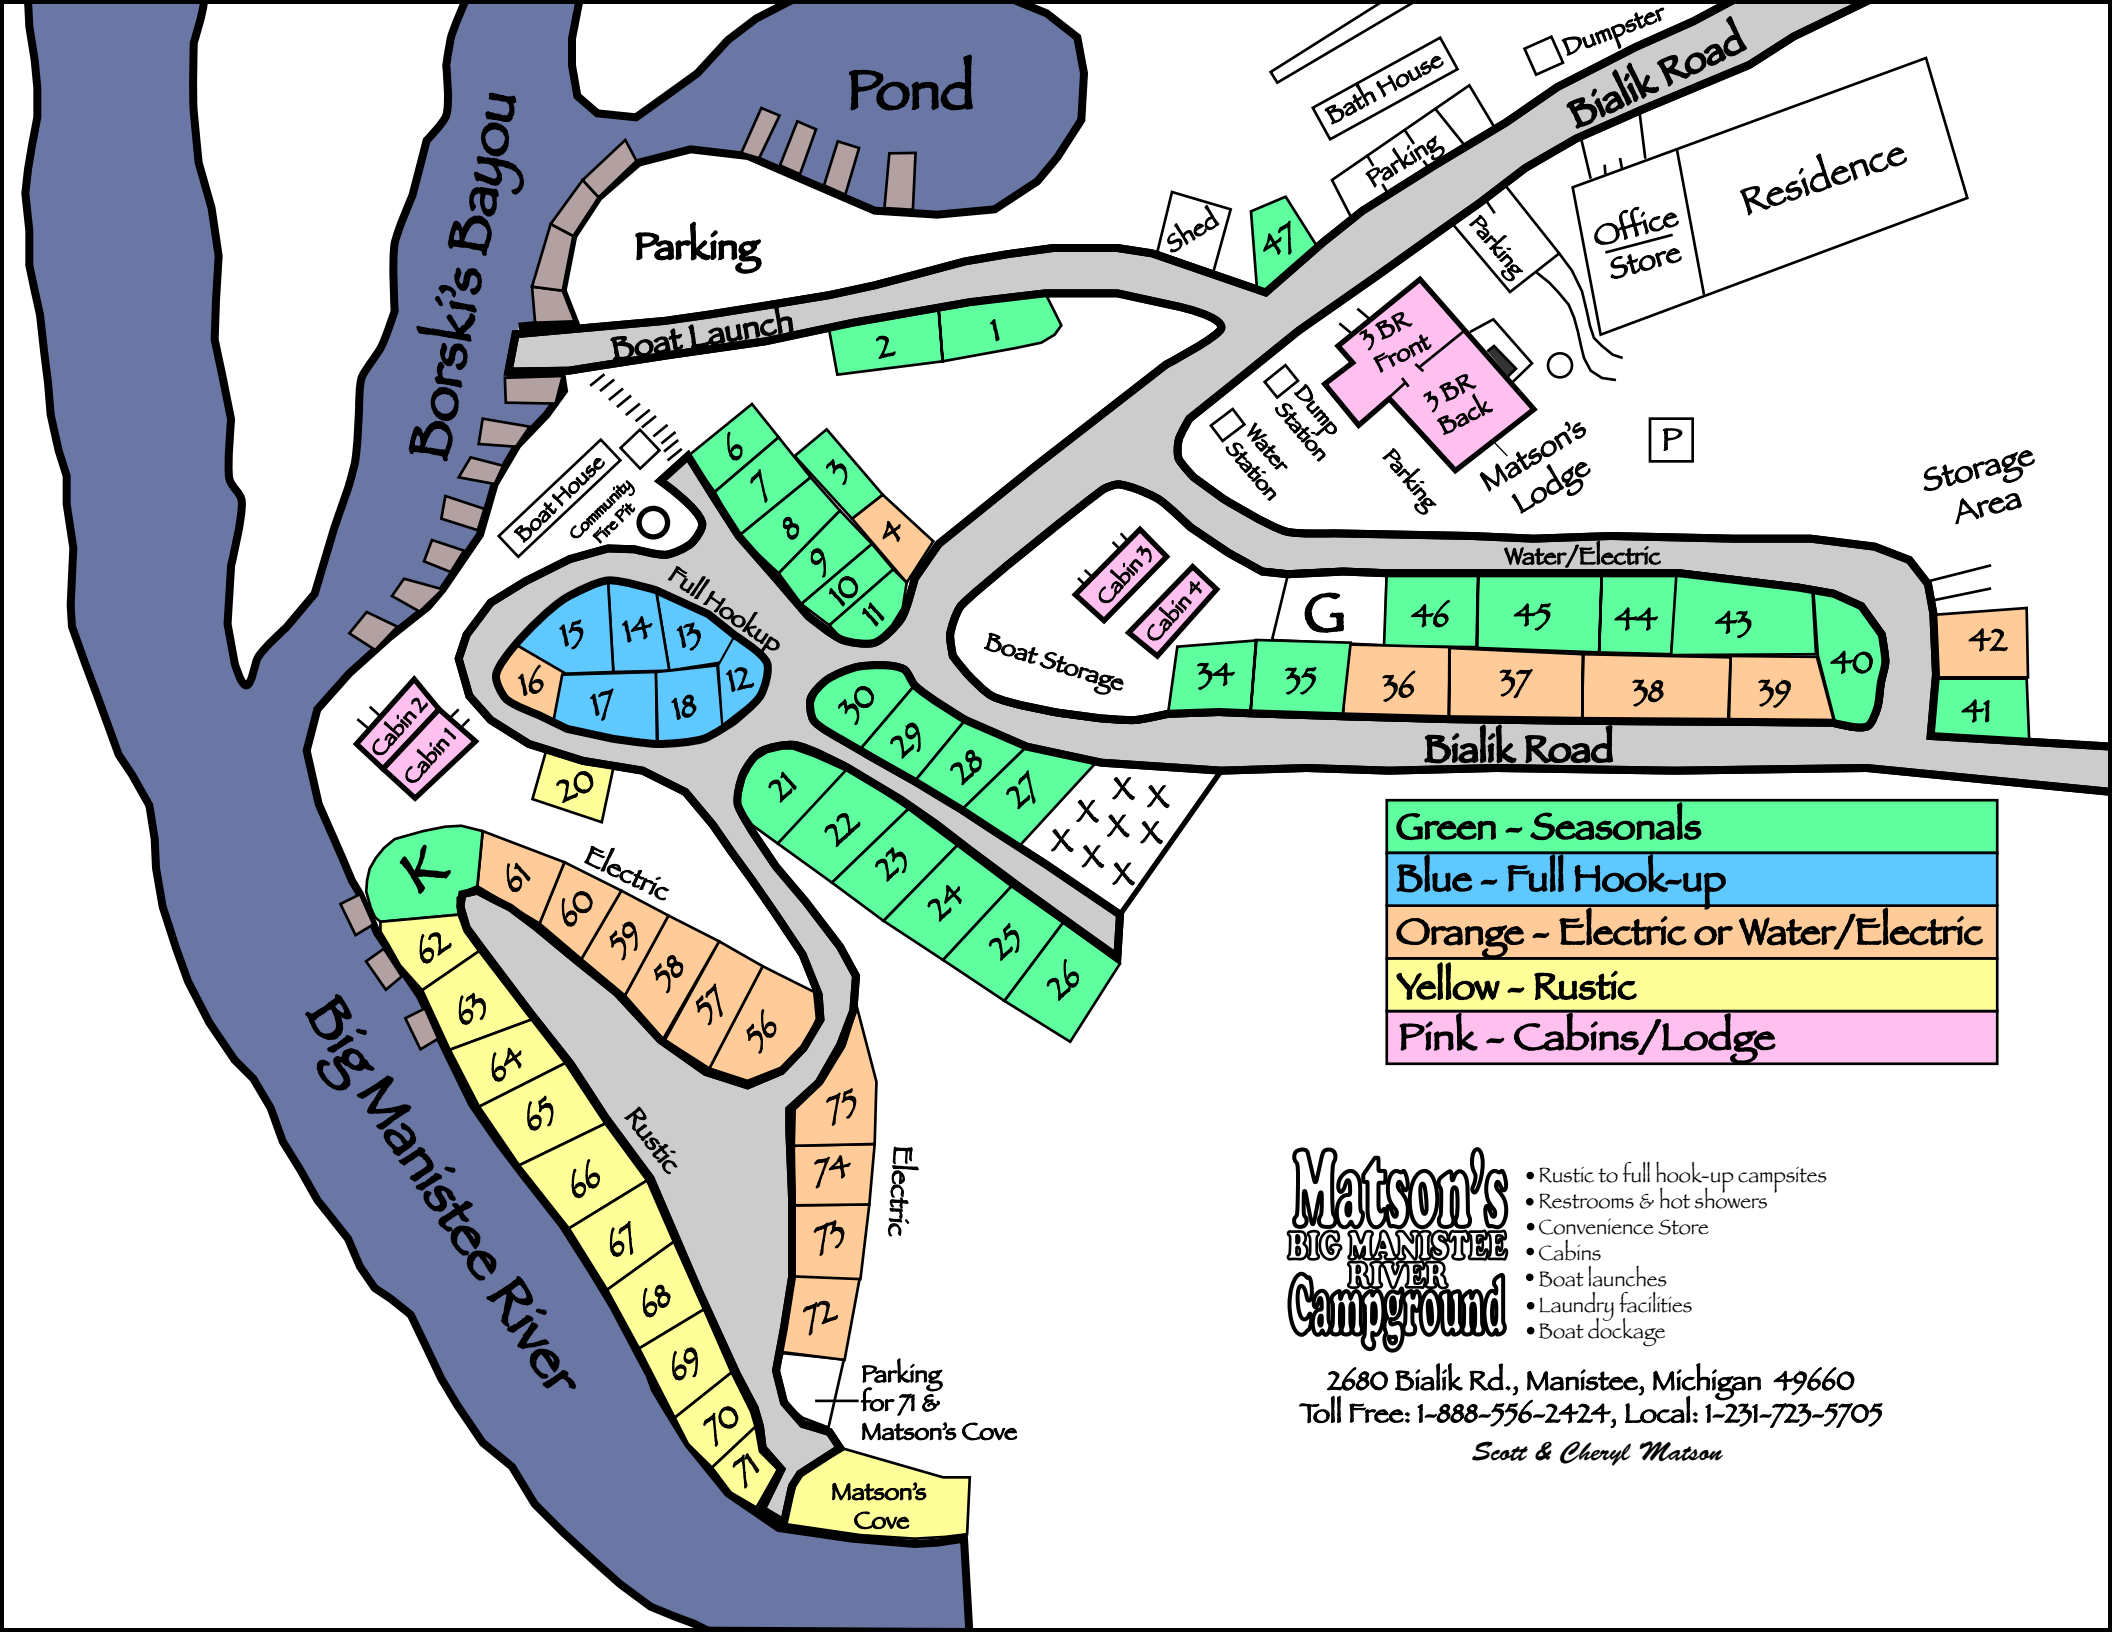 Pond
Dumpster
Bialik Road
Bath House
Parking
Residence
Office
Store
Parking
Shed
47
Borski's Bayou
Parking
Boat Launch
2
1
3 BR
Front
3 BR
Back
Dump
Station
Water
Station
Parking
Matson's
Lodge
P
Storage
Area
6
7
8
9
10
11
3
4
Boat House
Community
Fire Pit
Full Hookup
15
14
13
12
16
17
18
Cabin 3
Cabin 4
Boat Storage
Water/Electric
G
46
45
44
43
40
42
41
34
35
36
37
38
39
Bialik Road
Cabin 2
Cabin 1
20
30
29
28
27
X
X
X
X
X
X
X
X
X
21
22
23
24
25
26
K
61
60
59
58
57
56
Electric
62
63
64
65
66
67
68
69
70
71
Rustic
75
74
73
72
Electric
Big Manistee River
Parking
for 71 &
Matson's Cove
Matson's
Cove
Green - Seasonals
Blue - Full Hook-up
Orange - Electric or Water/Electric
Yellow - Rustic
Pink - Cabins/Lodge
Matson's
BIG MANISTEE
RIVER
Campground
• Rustic to full hook-up campsites
• Restrooms & hot showers
• Convenience Store
• Cabins
• Boat launches
• Laundry facilities
• Boat dockage
2680 Bialik Rd., Manistee, Michigan 49660
Toll Free: 1-888-556-2424, Local: 1-231-723-5705
Scott & Cheryl Matson